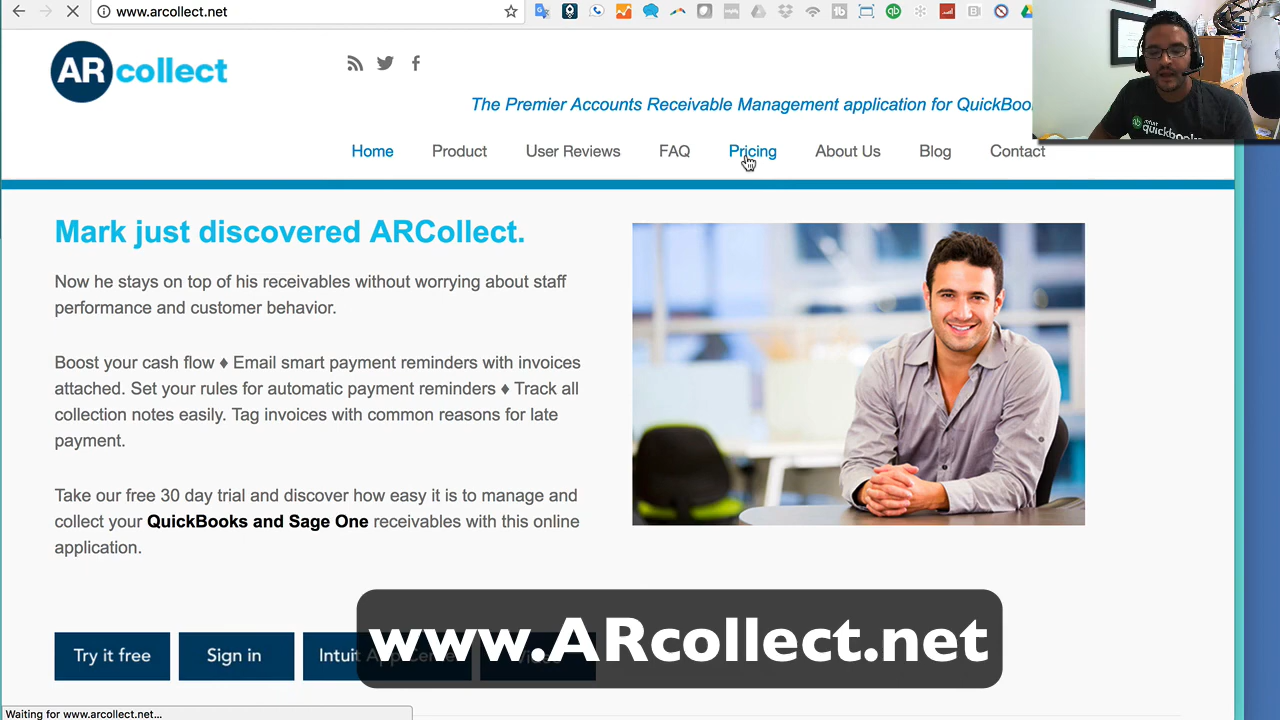 www.arcollect.net
AR collect
The Premier Accounts Receivable Management application for
intuit
quickbooks
Home Product User Reviews FAQ Pricing About Us Blog Contact
Mark just discovered ARCollect.
Now he stays on top of his receivables without worrying about staff
performance and customer behavior.
Boost your cash flow ♦ Email smart payment reminders with invoices
attached. Set your rules for automatic payment reminders ♦ Track all
collection notes easily. Tag invoices with common reasons for late
payment.
Take our free 30 day trial and discover how easy it is to manage and
collect your QuickBooks and Sage One receivables with this online
application.
www.ARcollect.net
Try it free Sign in Intuit App Center Video
Waiting for www.arcollect.net...